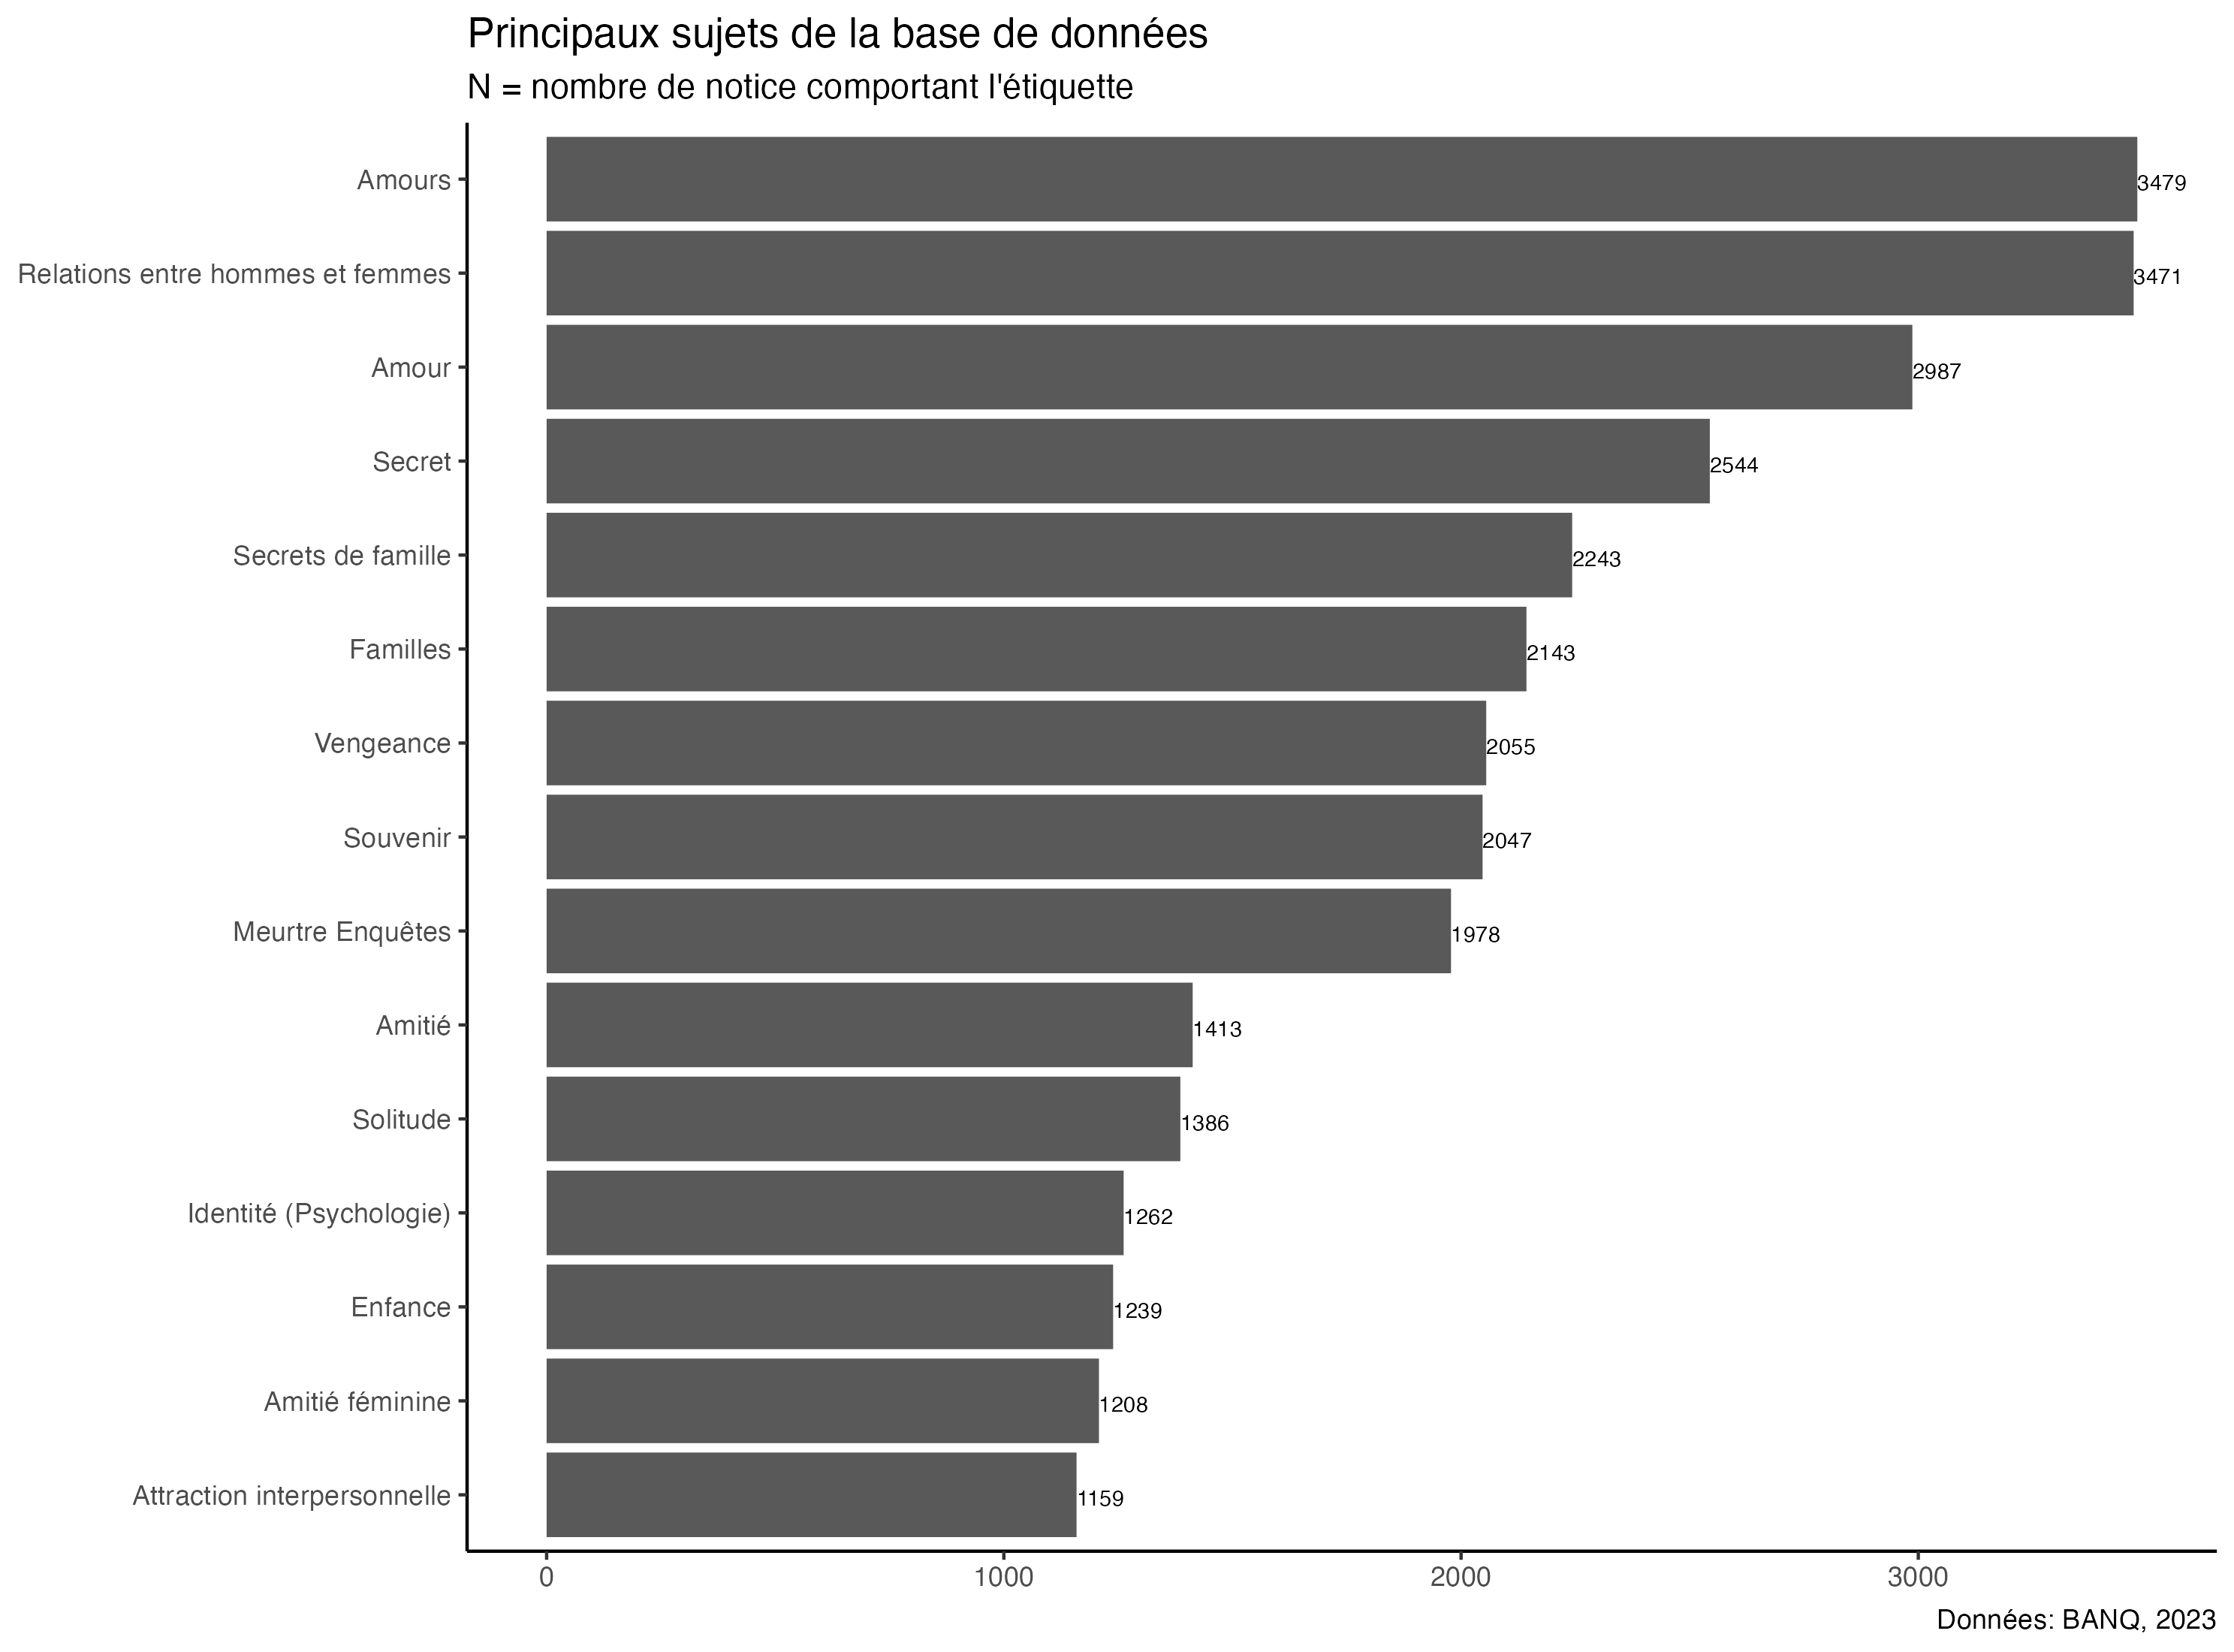 Principaux sujets de la base de données
N = nombre de notice comportant l'étiquette
Amours 3479
Relations entre hommes et femmes 3471
Amour 2987
Secret 2544
Secrets de famille 2243
Familles 2143
Vengeance 2055
Souvenir 2047
Meurtre Enquêtes 1978
Amitié 1413
Solitude 1386
Identité (Psychologie) 1262
Enfance 1239
Amitié féminine 1208
Attraction interpersonnelle 1159
0 1000 2000 3000
Données: BANQ, 2023